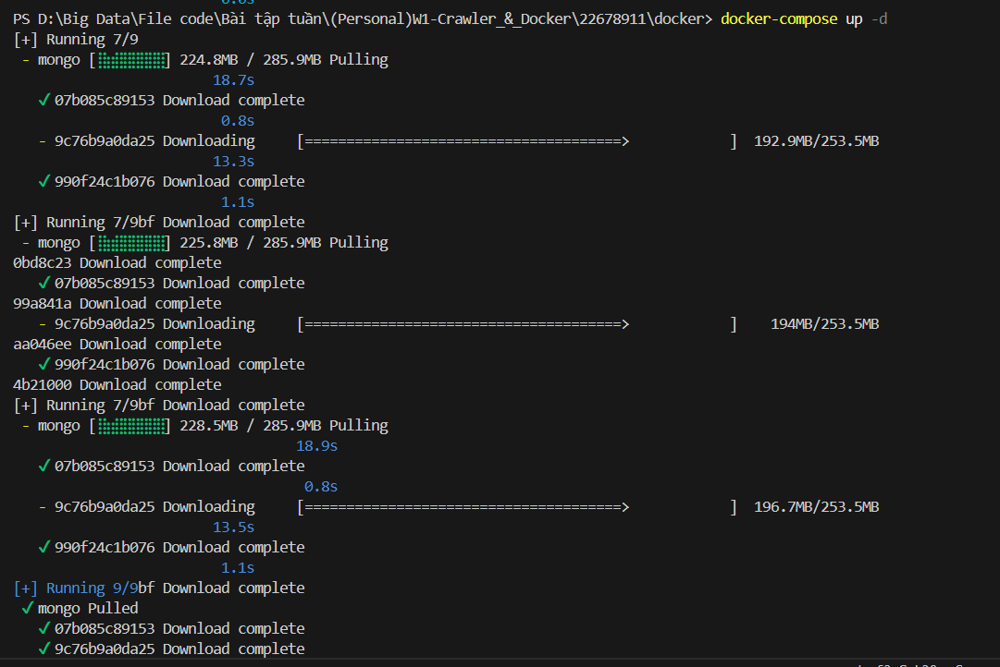 PS D:\Big Data\File code\Bài tập tuần\(Personal)W1-Crawler_&_Docker\22678911\docker> docker-compose up -d
[+] Running 7/9
 - mongo [⣿⣿⣿⣿⣿⣿⣿⣿] 224.8MB / 285.9MB Pulling
18.7s
✔ 07b085c89153 Download complete
0.8s
- 9c76b9a0da25 Downloading [======================================> ] 192.9MB/253.5MB
13.3s
✔ 990f24c1b076 Download complete
1.1s
[+] Running 7/9bf Download complete
 - mongo [⣿⣿⣿⣿⣿⣿⣿⣿] 225.8MB / 285.9MB Pulling
0bd8c23 Download complete
✔ 07b085c89153 Download complete
99a841a Download complete
- 9c76b9a0da25 Downloading [======================================> ] 194MB/253.5MB
aa046ee Download complete
✔ 990f24c1b076 Download complete
4b21000 Download complete
[+] Running 7/9bf Download complete
 - mongo [⣿⣿⣿⣿⣿⣿⣿⣿] 228.5MB / 285.9MB Pulling
18.9s
✔ 07b085c89153 Download complete
0.8s
- 9c76b9a0da25 Downloading [======================================> ] 196.7MB/253.5MB
13.5s
✔ 990f24c1b076 Download complete
1.1s
[+] Running 9/9bf Download complete
✔ mongo Pulled
✔ 07b085c89153 Download complete
✔ 9c76b9a0da25 Download complete